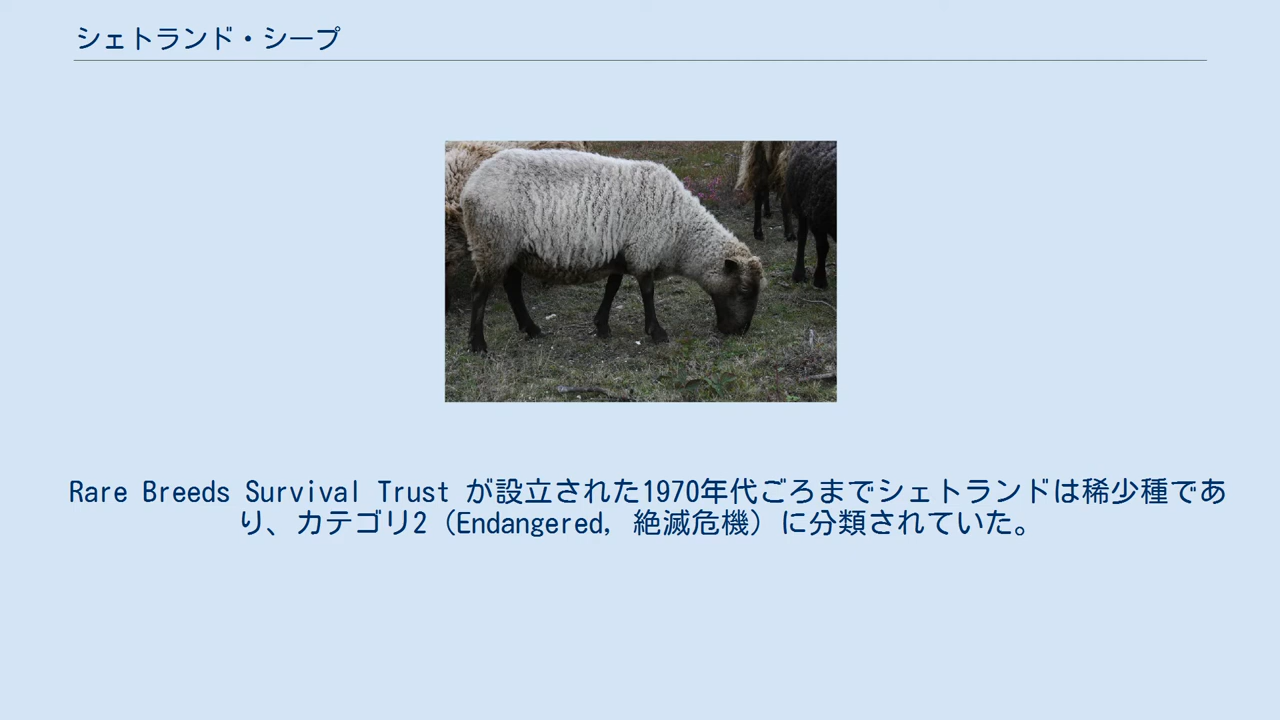 シェトランド・シープ
Rare Breeds Survival Trust が設立された1970年代ごろまでシェトランドは稀少種であ
り、カテゴリ2（Endangered, 絶滅危機）に分類されていた。